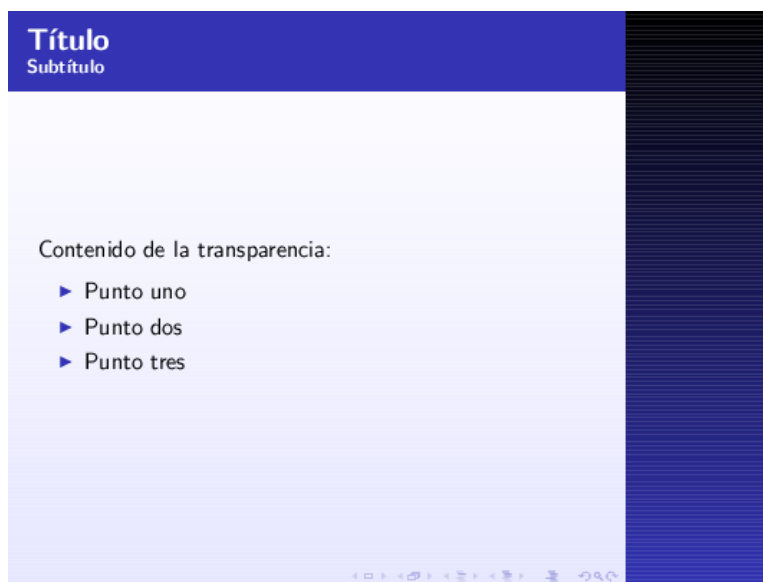 Título
Subtítulo
Contenido de la transparencia:
Punto uno
Punto dos
Punto tres